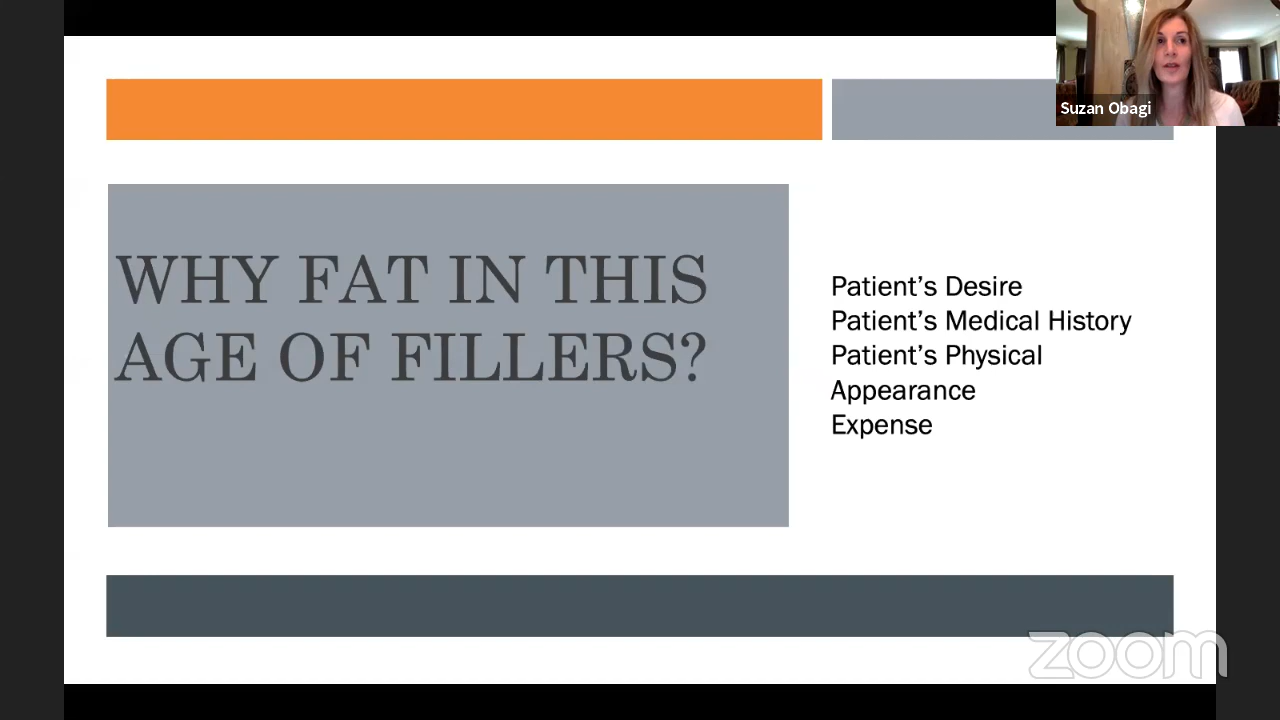 Suzan Obagi
WHY FAT IN THIS
AGE OF FILLERS?
Patient’s Desire
Patient’s Medical History
Patient’s Physical
Appearance
Expense
zoom